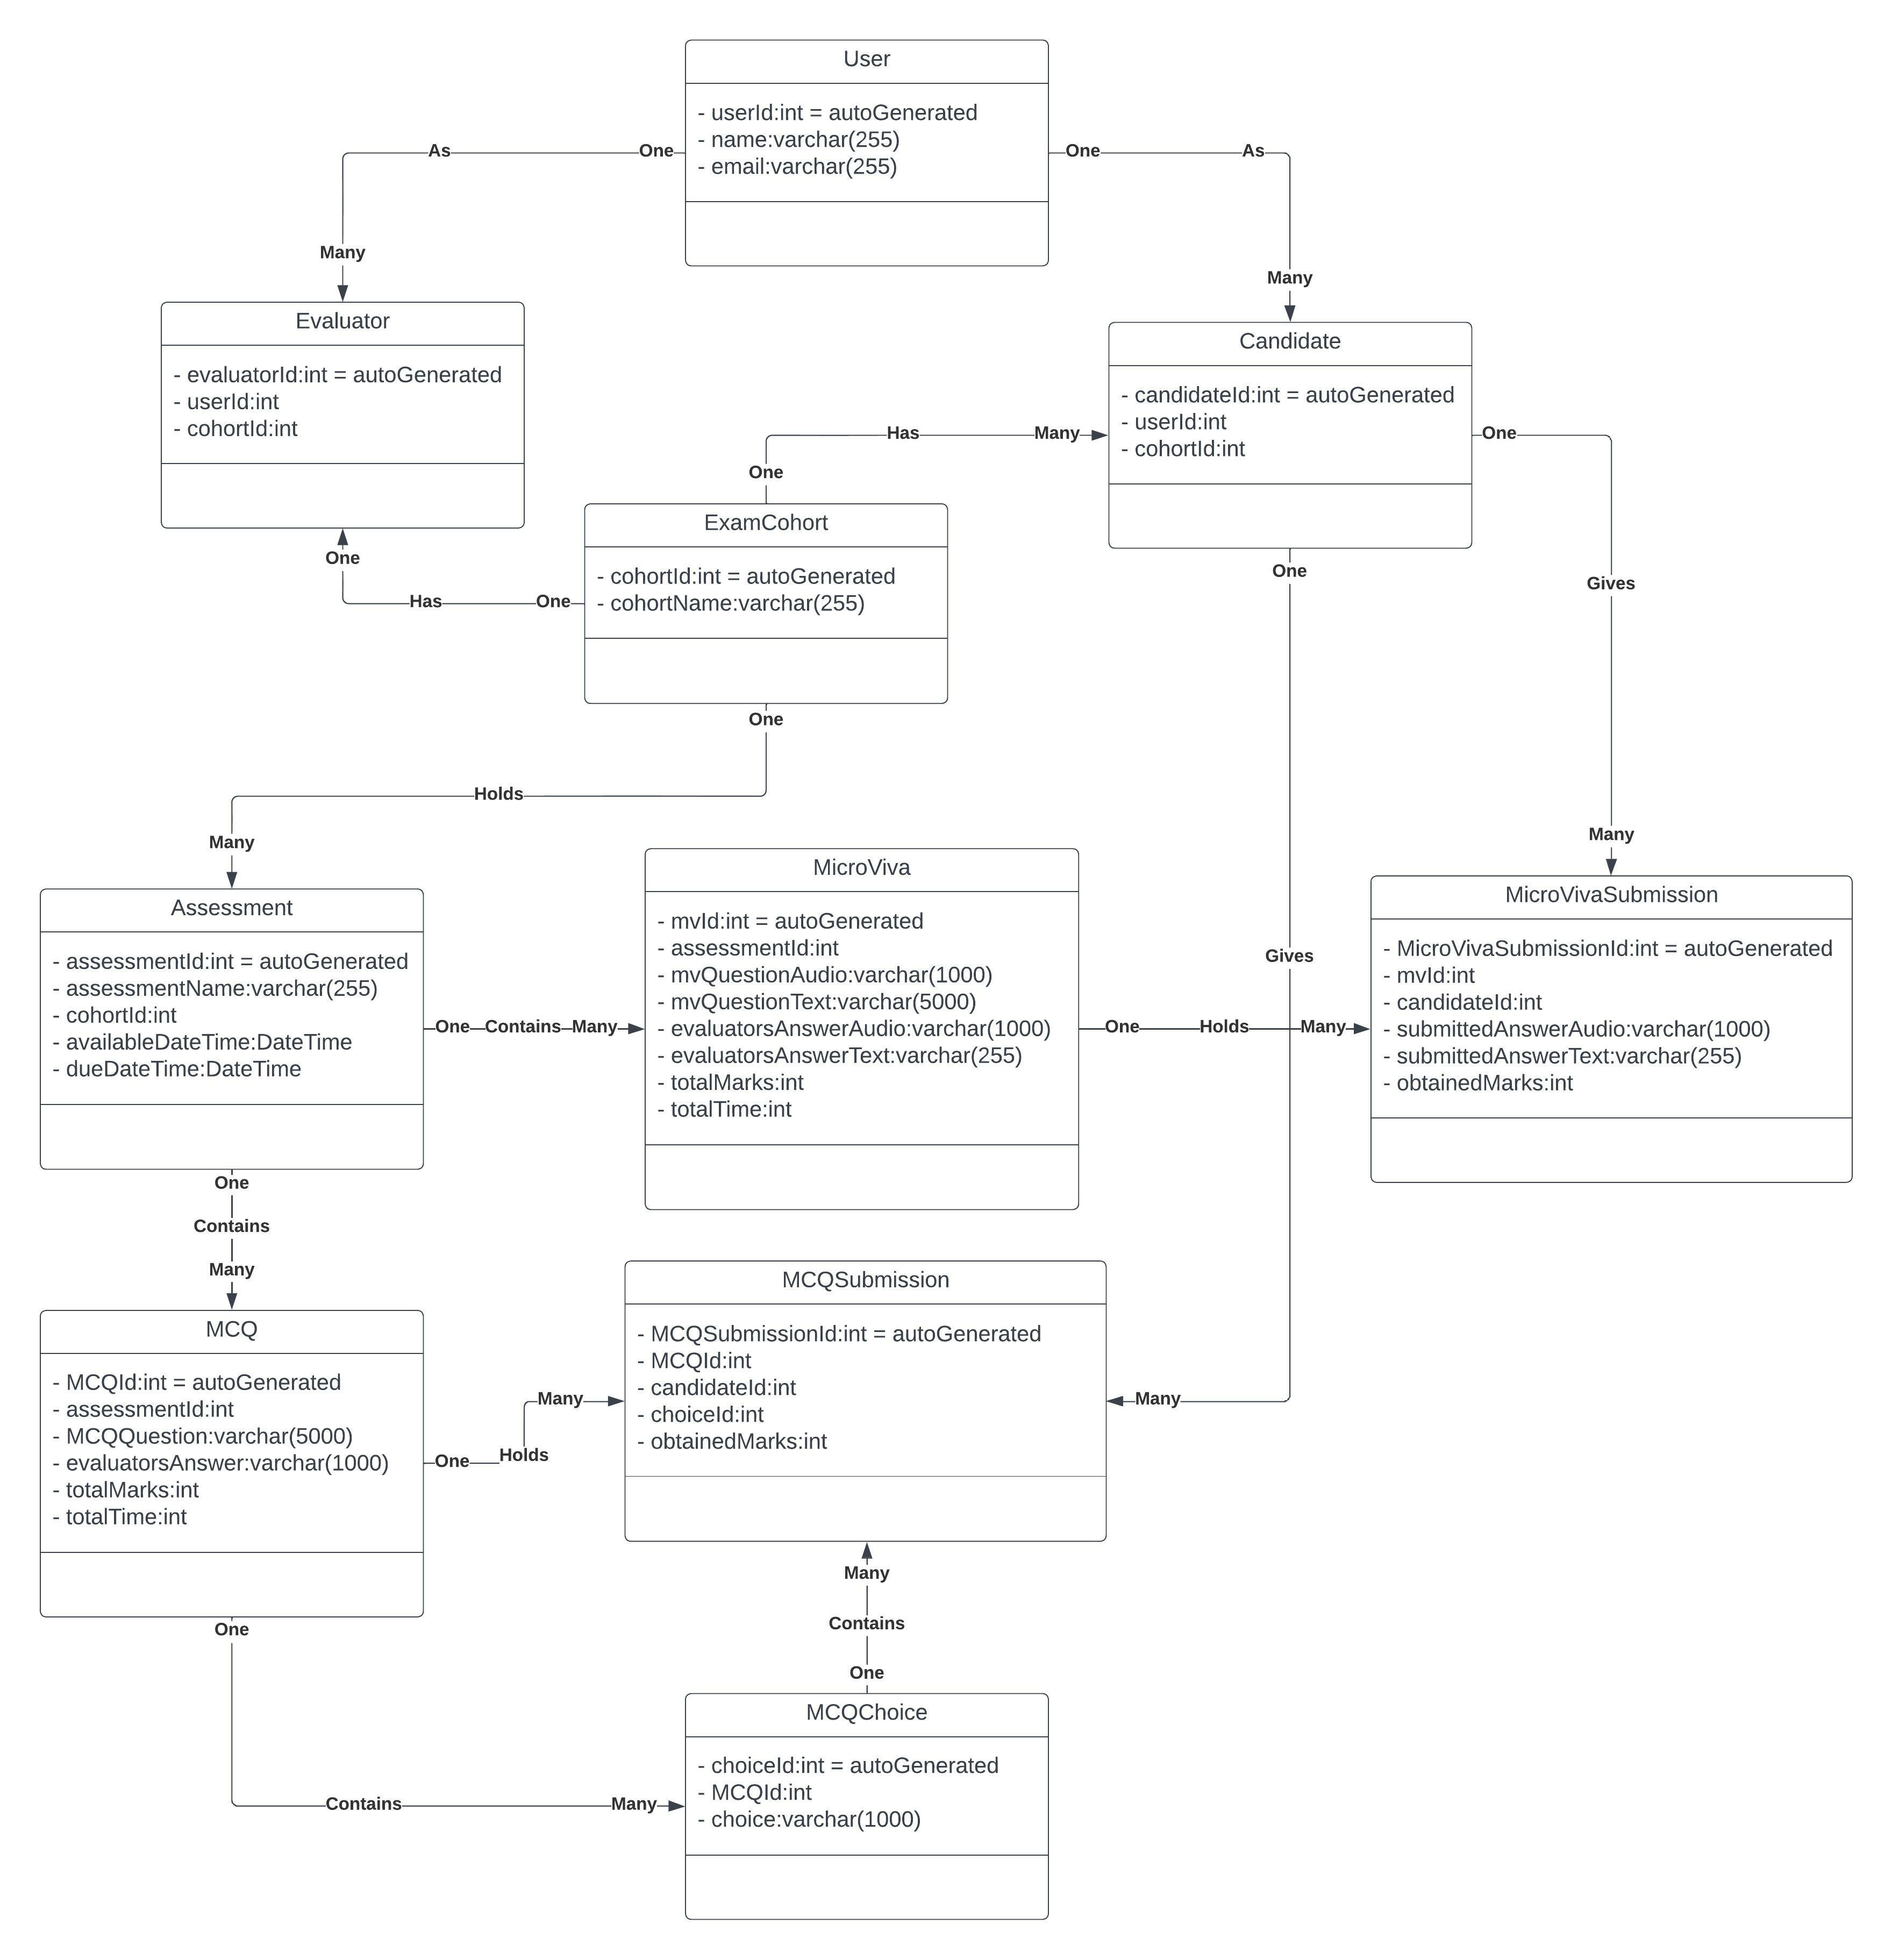 User
- userId:int = autoGenerated
- name:varchar(255)
- email:varchar(255)
One
As
Many
One
As
Many
Evaluator
- evaluatorId:int = autoGenerated
- userId:int
- cohortId:int
Candidate
- candidateId:int = autoGenerated
- userId:int
- cohortId:int
One
Has
Many
ExamCohort
- cohortId:int = autoGenerated
- cohortName:varchar(255)
One
Has
One
One
Gives
Many
One
Gives
Many
One
Holds
Many
Assessment
- assessmentId:int = autoGenerated
- assessmentName:varchar(255)
- cohortId:int
- availableDateTime:DateTime
- dueDateTime:DateTime
One
Contains
Many
MicroViva
- mvId:int = autoGenerated
- assessmentId:int
- mvQuestionAudio:varchar(1000)
- mvQuestionText:varchar(5000)
- evaluatorsAnswerAudio:varchar(1000)
- evaluatorsAnswerText:varchar(255)
- totalMarks:int
- totalTime:int
One
Holds
Many
MicroVivaSubmission
- MicroVivaSubmissionId:int = autoGenerated
- mvId:int
- candidateId:int
- submittedAnswerAudio:varchar(1000)
- submittedAnswerText:varchar(255)
- obtainedMarks:int
One
Contains
Many
MCQ
- MCQId:int = autoGenerated
- assessmentId:int
- MCQQuestion:varchar(5000)
- evaluatorsAnswer:varchar(1000)
- totalMarks:int
- totalTime:int
One
Holds
Many
MCQSubmission
- MCQSubmissionId:int = autoGenerated
- MCQId:int
- candidateId:int
- choiceId:int
- obtainedMarks:int
Many
Contains
One
One
Contains
Many
MCQChoice
- choiceId:int = autoGenerated
- MCQId:int
- choice:varchar(1000)